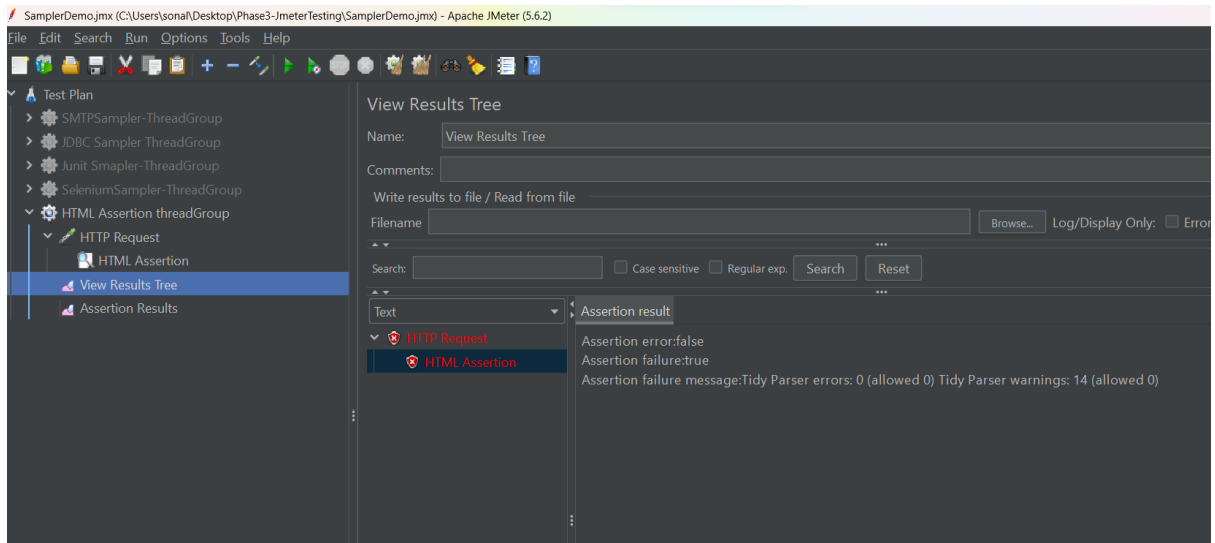 SamplerDemo.jmx (C:\Users\sonal\Desktop\Phase3-JmeterTesting\SamplerDemo.jmx) - Apache JMeter (5.6.2)
File Edit Search Run Options Tools Help
Test Plan
SMTPSampler-ThreadGroup
JDBC Sampler ThreadGroup
Junit Smapler-ThreadGroup
SeleniumSampler-ThreadGroup
HTML Assertion threadGroup
HTTP Request
HTML Assertion
View Results Tree
Assertion Results
View Results Tree
Name: View Results Tree
Comments:
Write results to file / Read from file
Filename Browse... Log/Display Only: Error
Search: Case sensitive Regular exp. Search Reset
Text
HTTP Request
HTML Assertion
Assertion result
Assertion error:false
Assertion failure:true
Assertion failure message:Tidy Parser errors: 0 (allowed 0) Tidy Parser warnings: 14 (allowed 0)